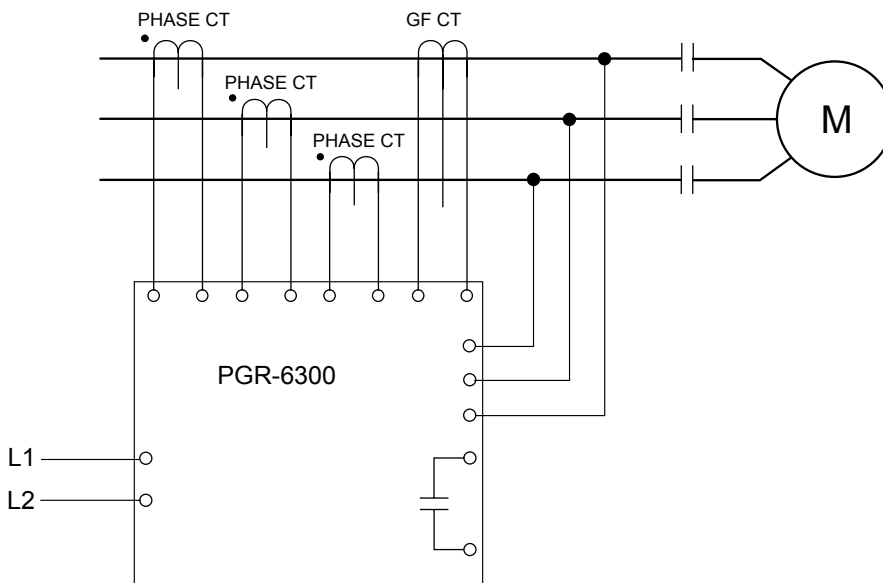 PHASE CT
GF CT
PHASE CT
PHASE CT
M
PGR-6300
L1
L2